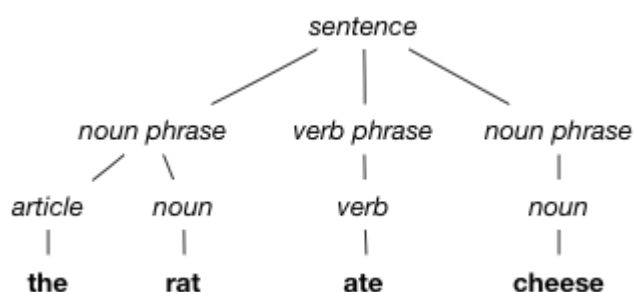 sentence
noun phrase verb phrase noun phrase
article noun verb noun
the rat ate cheese